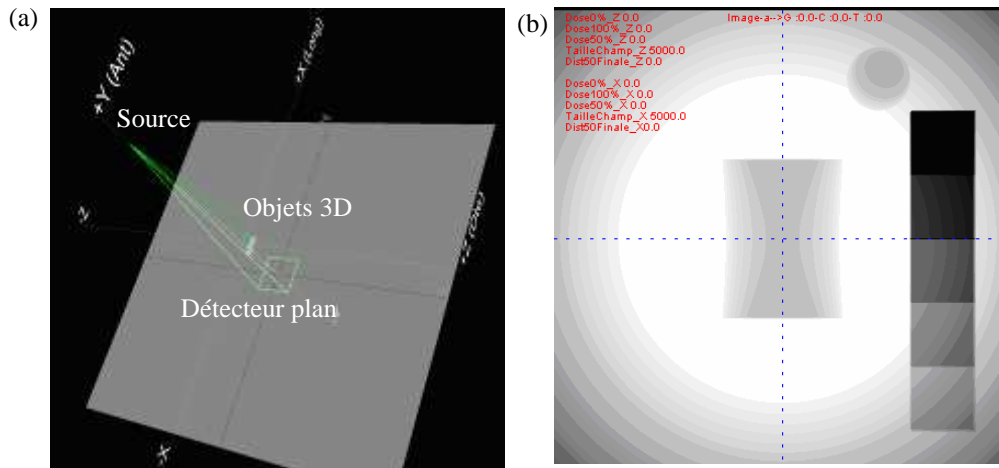 (a)
+X (Long)
+Y (Ant)
Source
-Z
Objets 3D
Détecteur plan
-X
(b)
Dose0%_Z 0.0
Dose100%_Z 0.0
Dose50%_Z 0.0
TailleChamp_Z 5000.0
Dist50Finale_Z 0.0
Dose0%_X 0.0
Dose100%_X 0.0
Dose50%_X 0.0
TailleChamp_X 5000.0
Dist50Finale_X 0.0
Image-a-->G :0.0-C :0.0-T :0.0